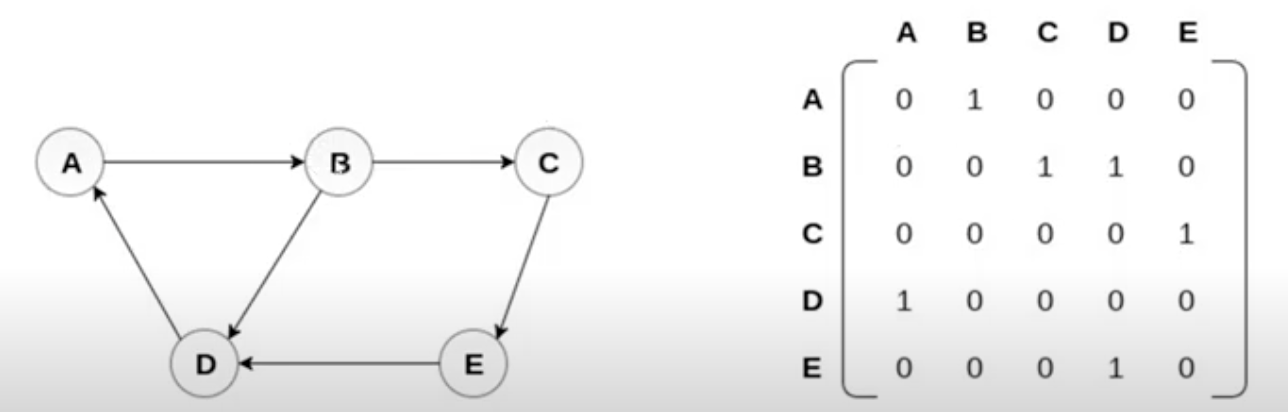 A B C D E
A 0 1 0 0 0
B 0 0 1 1 0
C 0 0 0 0 1
D 1 0 0 0 0
E 0 0 0 1 0
A B C
D E